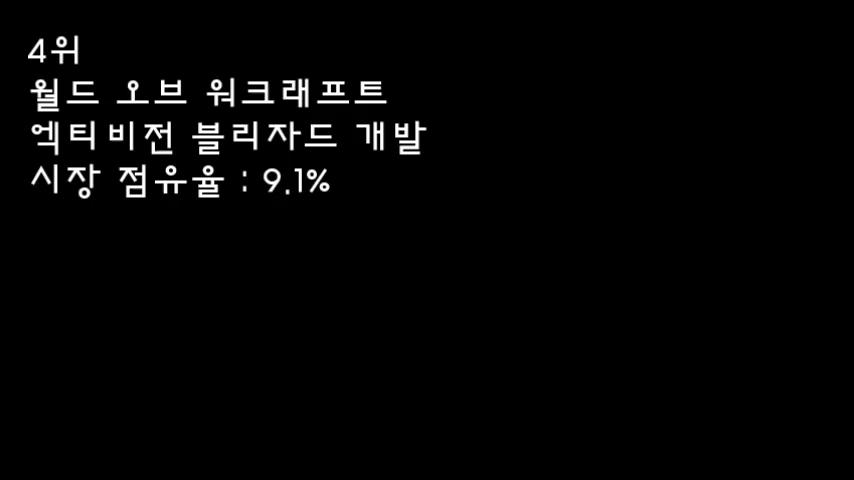 4위
월드 오브 워크래프트
엑티비전 블리자드 개발
시장 점유율 : 9.1%